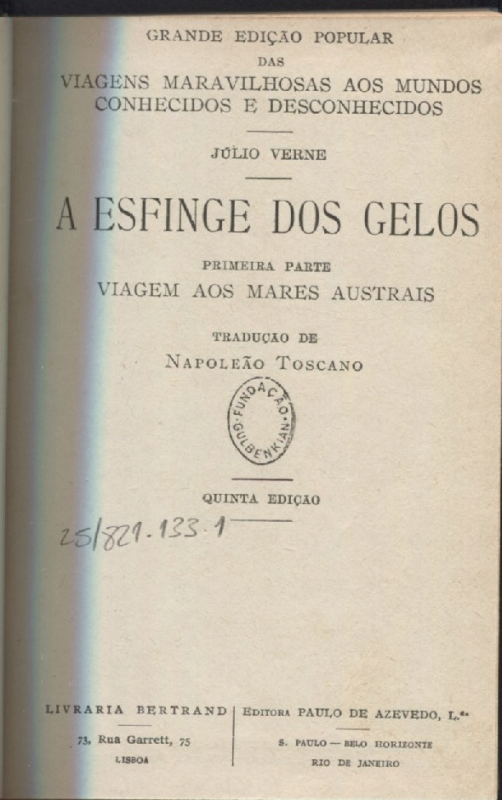 GRANDE EDIÇÃO POPULAR
DAS
VIAGENS MARAVILHOSAS AOS MUNDOS
CONHECIDOS E DESCONHECIDOS
JÚLIO VERNE
A ESFINGE DOS GELOS
PRIMEIRA PARTE
VIAGEM AOS MARES AUSTRAIS
TRADUÇÃO DE
NAPOLEÃO TOSCANO
·FUNDAÇÃO·
GULBENKIAN
QUINTA EDIÇÃO
25/821.133.1
LIVRARIA BERTRAND
73, Rua Garrett, 75
LISBOA
EDITORA PAULO DE AZEVEDO, L.da
S. PAULO — BELO HORIZONTE
RIO DE JANEIRO